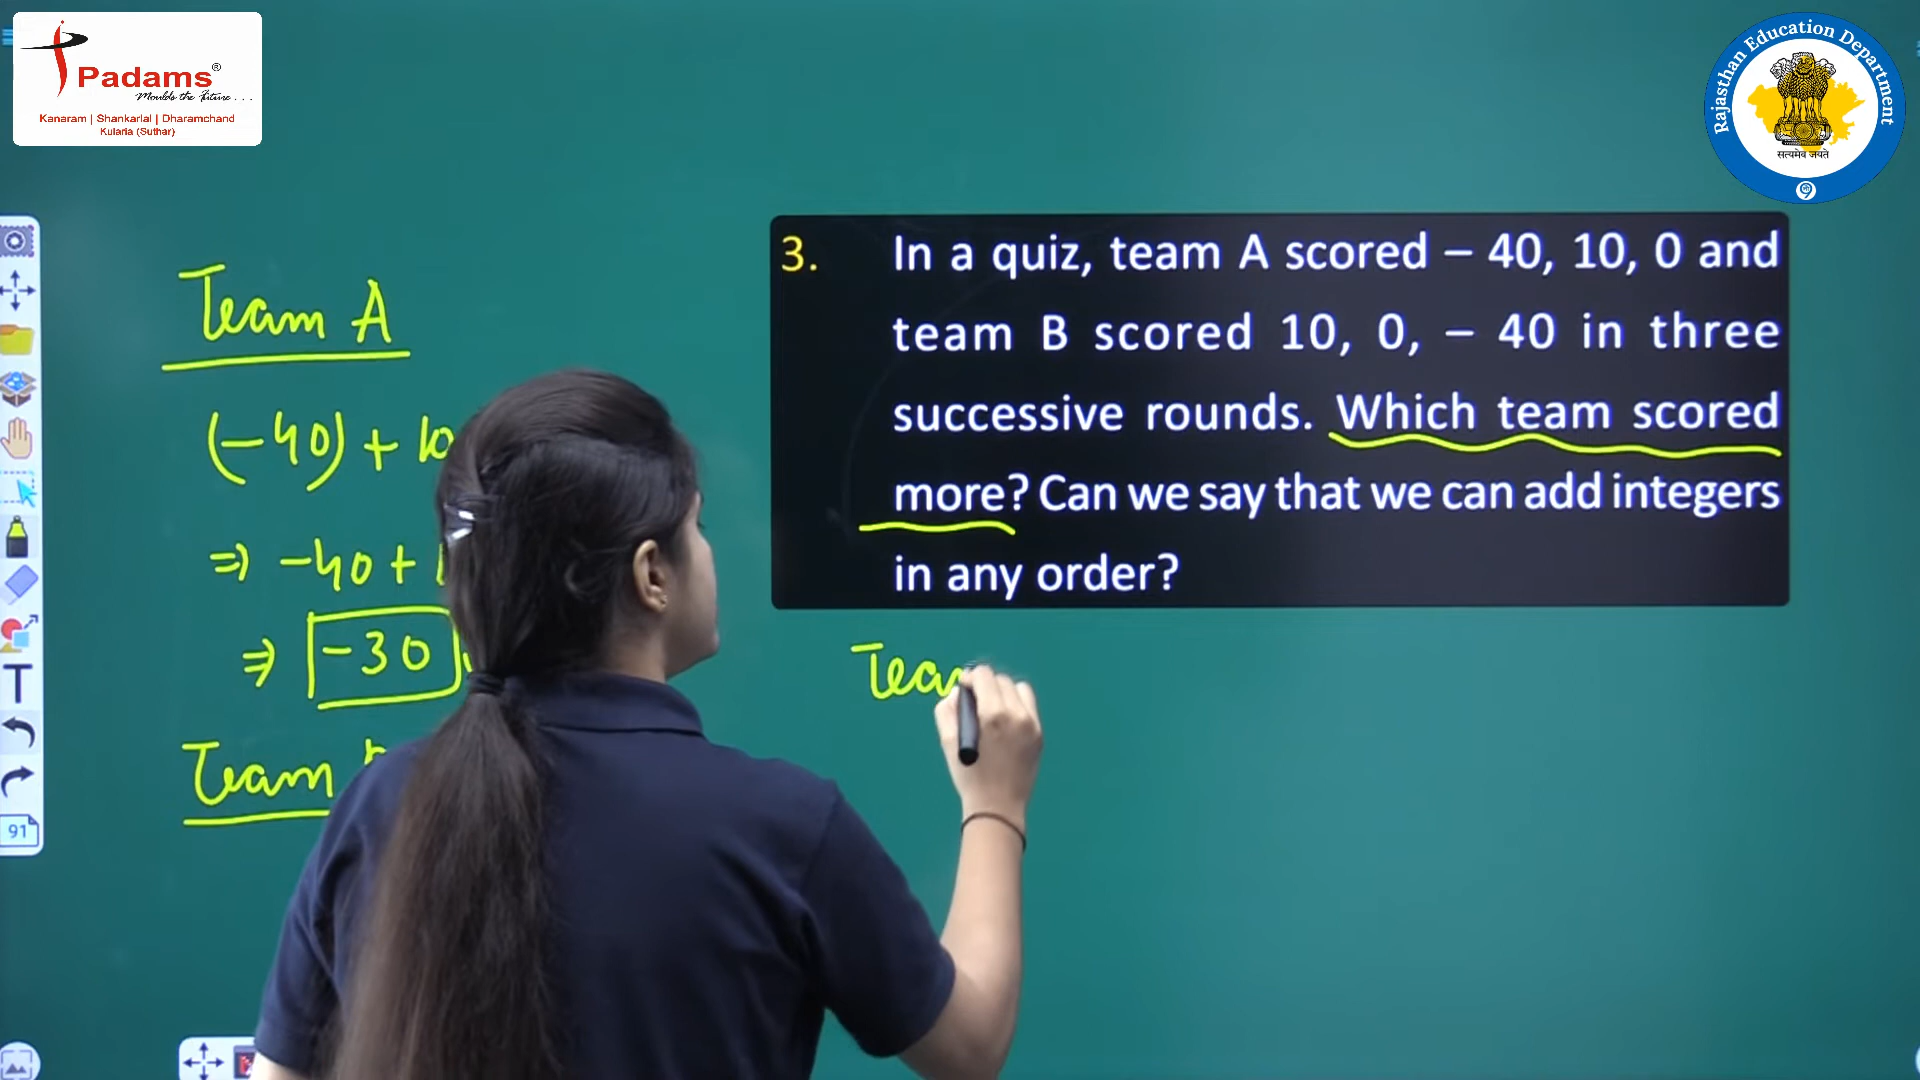 Padams®
Moulds the Future . . .
Kanaram | Shankarlal | Dharamchand
Kularia (Suthar)
Rajasthan Education Department
सत्यमेव जयते
3. In a quiz, team A scored – 40, 10, 0 and
team B scored 10, 0, – 40 in three
successive rounds. Which team scored
more? Can we say that we can add integers
in any order?
Team A
(-40) + 10
⇒ -40 +
⇒ -30
Team
Team
T
91